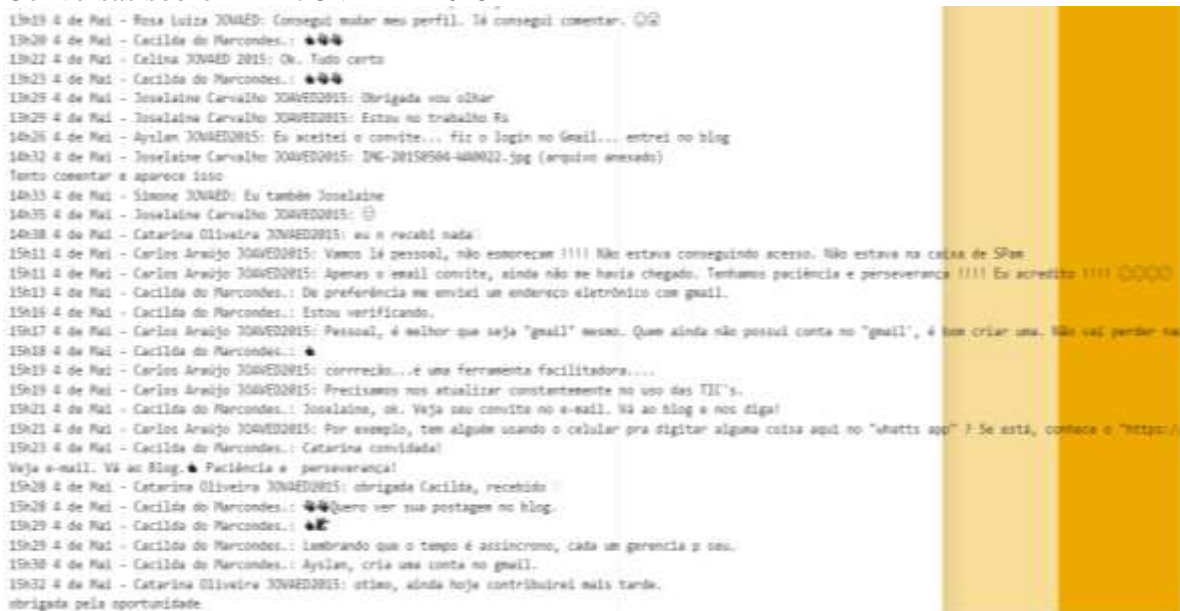 13h19 4 de Mai - Rosa Luiza JOVAED: Consegui mudar meu perfil. Já consegui comentar.
13h20 4 de Mai - Cacilda do Marcondes.:
13h22 4 de Mai - Celina JOVAED 2015: Ok. Tudo certo
13h23 4 de Mai - Cacilda do Marcondes.:
13h29 4 de Mai - Joselaine Carvalho JOAVED2015: Obrigada vou olhar
13h29 4 de Mai - Joselaine Carvalho JOAVED2015: Estou no trabalho Rs
14h26 4 de Mai - Ayslan JOVAED2015: Eu aceitei o convite... fiz o login no Gmail... entrei no blog
14h32 4 de Mai - Joselaine Carvalho JOAVED2015: IMG-20150504-WA0022.jpg (arquivo anexado)
Tento comentar e aparece isso
14h33 4 de Mai - Simone JOVAED: Eu também Joselaine
14h35 4 de Mai - Joselaine Carvalho JOAVED2015:
14h38 4 de Mai - Catarina Oliveira JOVAED2015: eu n recebi nada
15h11 4 de Mai - Carlos Araújo JOAVED2015: Vamos lá pessoal, não esmoreçam !!!! Não estava conseguindo acesso. Não estava na caixa de SPam
15h11 4 de Mai - Carlos Araújo JOAVED2015: Apenas o email convite, ainda não me havia chegado. Tenhamos paciência e perseverança !!!! Eu acredito !!!!
15h13 4 de Mai - Cacilda do Marcondes.: De preferência me enviei um endereço eletrônico com gmail.
15h16 4 de Mai - Cacilda do Marcondes.: Estou verificando.
15h17 4 de Mai - Carlos Araújo JOAVED2015: Pessoal, é melhor que seja "gmail" mesmo. Quem ainda não possui conta no "gmail', é bom criar uma. Não vai perder na
15h18 4 de Mai - Cacilda do Marcondes.:
15h19 4 de Mai - Carlos Araújo JOAVED2015: corrreção...é uma ferramenta facilitadora....
15h19 4 de Mai - Carlos Araújo JOAVED2015: Precisamos nos atualizar constantemente no uso das TIC's.
15h21 4 de Mai - Cacilda do Marcondes.: Joselaine, ok. Veja seu convite no e-mail. Vá ao blog e nos diga!
15h21 4 de Mai - Carlos Araújo JOAVED2015: Por exemplo, tem alguém usando o celular pra digitar alguma coisa aqui no "whatts app" ? Se está, conhece o "https:/
15h23 4 de Mai - Cacilda do Marcondes.: Catarina convidada!
Veja e-mail. Vá ao Blog. Paciência e perseverança!
15h28 4 de Mai - Catarina Oliveira JOVAED2015: obrigada Cacilda, recebido
15h28 4 de Mai - Cacilda do Marcondes.: Quero ver sua postagem no blog.
15h29 4 de Mai - Cacilda do Marcondes.:
15h29 4 de Mai - Cacilda do Marcondes.: Lembrando que o tempo é assíncrono, cada um gerencia p seu.
15h30 4 de Mai - Cacilda do Marcondes.: Ayslan, cria uma conta no gmail.
15h32 4 de Mai - Catarina Oliveira JOVAED2015: otimo, ainda hoje contribuirei mais tarde.
obrigada pela oportunidade